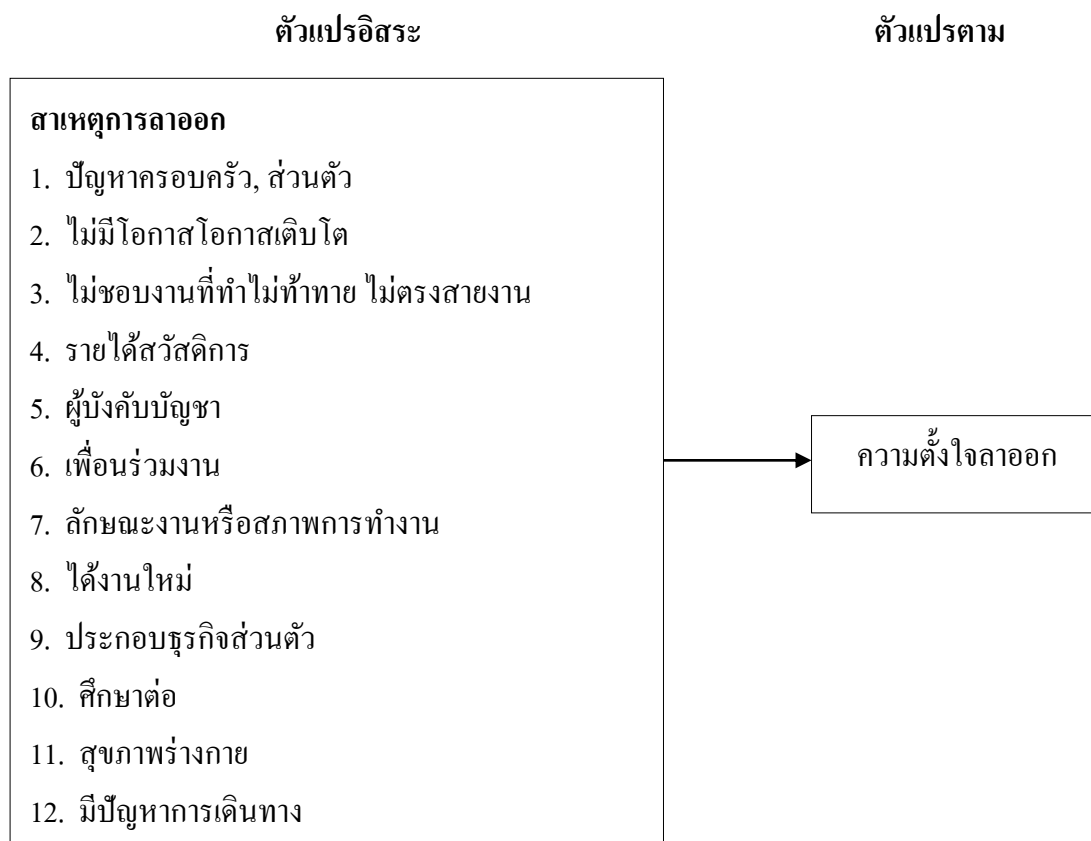 ตัวแปรอิสระ
ตัวแปรตาม
สาเหตุการลาออก
1. ปัญหาครอบครัว, ส่วนตัว
2. ไม่มีโอกาสโอกาสเติบโต
3. ไม่ชอบงานที่ทำไม่ท้าทาย ไม่ตรงสายงาน
4. รายได้สวัสดิการ
5. ผู้บังคับบัญชา
6. เพื่อนร่วมงาน
7. ลักษณะงานหรือสภาพการทำงาน
8. ได้งานใหม่
9. ประกอบธุรกิจส่วนตัว
10. ศึกษาต่อ
11. สุขภาพร่างกาย
12. มีปัญหาการเดินทาง
ความตั้งใจลาออก